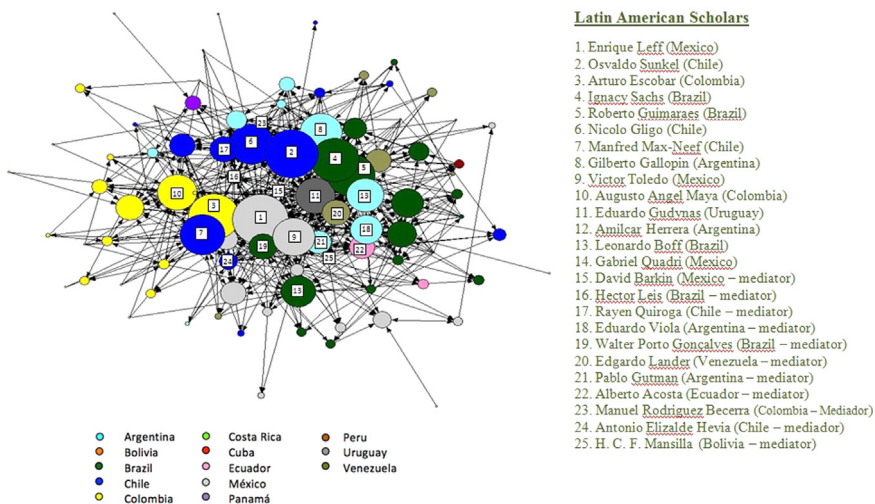 Latin American Scholars
1. Enrique Leff (Mexico)
2. Osvaldo Sunkel (Chile)
3. Arturo Escobar (Colombia)
4. Ignacy Sachs (Brazil)
5. Roberto Guimaraes (Brazil)
6. Nicolo Gligo (Chile)
7. Manfred Max-Neef (Chile)
8. Gilberto Gallopin (Argentina)
9. Victor Toledo (Mexico)
10. Augusto Angel Maya (Colombia)
11. Eduardo Gudynas (Uruguay)
12. Amilcar Herrera (Argentina)
13. Leonardo Boff (Brazil)
14. Gabriel Quadri (Mexico)
15. David Barkin (Mexico – mediator)
16. Hector Leis (Brazil – mediator)
17. Rayen Quiroga (Chile – mediator)
18. Eduardo Viola (Argentina – mediator)
19. Walter Porto Gonçalves (Brazil – mediator)
20. Edgardo Lander (Venezuela – mediator)
21. Pablo Gutman (Argentina – mediator)
22. Alberto Acosta (Ecuador – mediator)
23. Manuel Rodriguez Becerra (Colombia – Mediador)
24. Antonio Elizalde Hevia (Chile – mediador)
25. H. C. F. Mansilla (Bolivia – mediator)
23
8
17
6
2
4
5
16
10
15
11
13
3
20
1
7
9
18
19
21
22
24
25
13
Argentina
Bolivia
Brazil
Chile
Colombia
Costa Rica
Cuba
Ecuador
México
Panamá
Peru
Uruguay
Venezuela